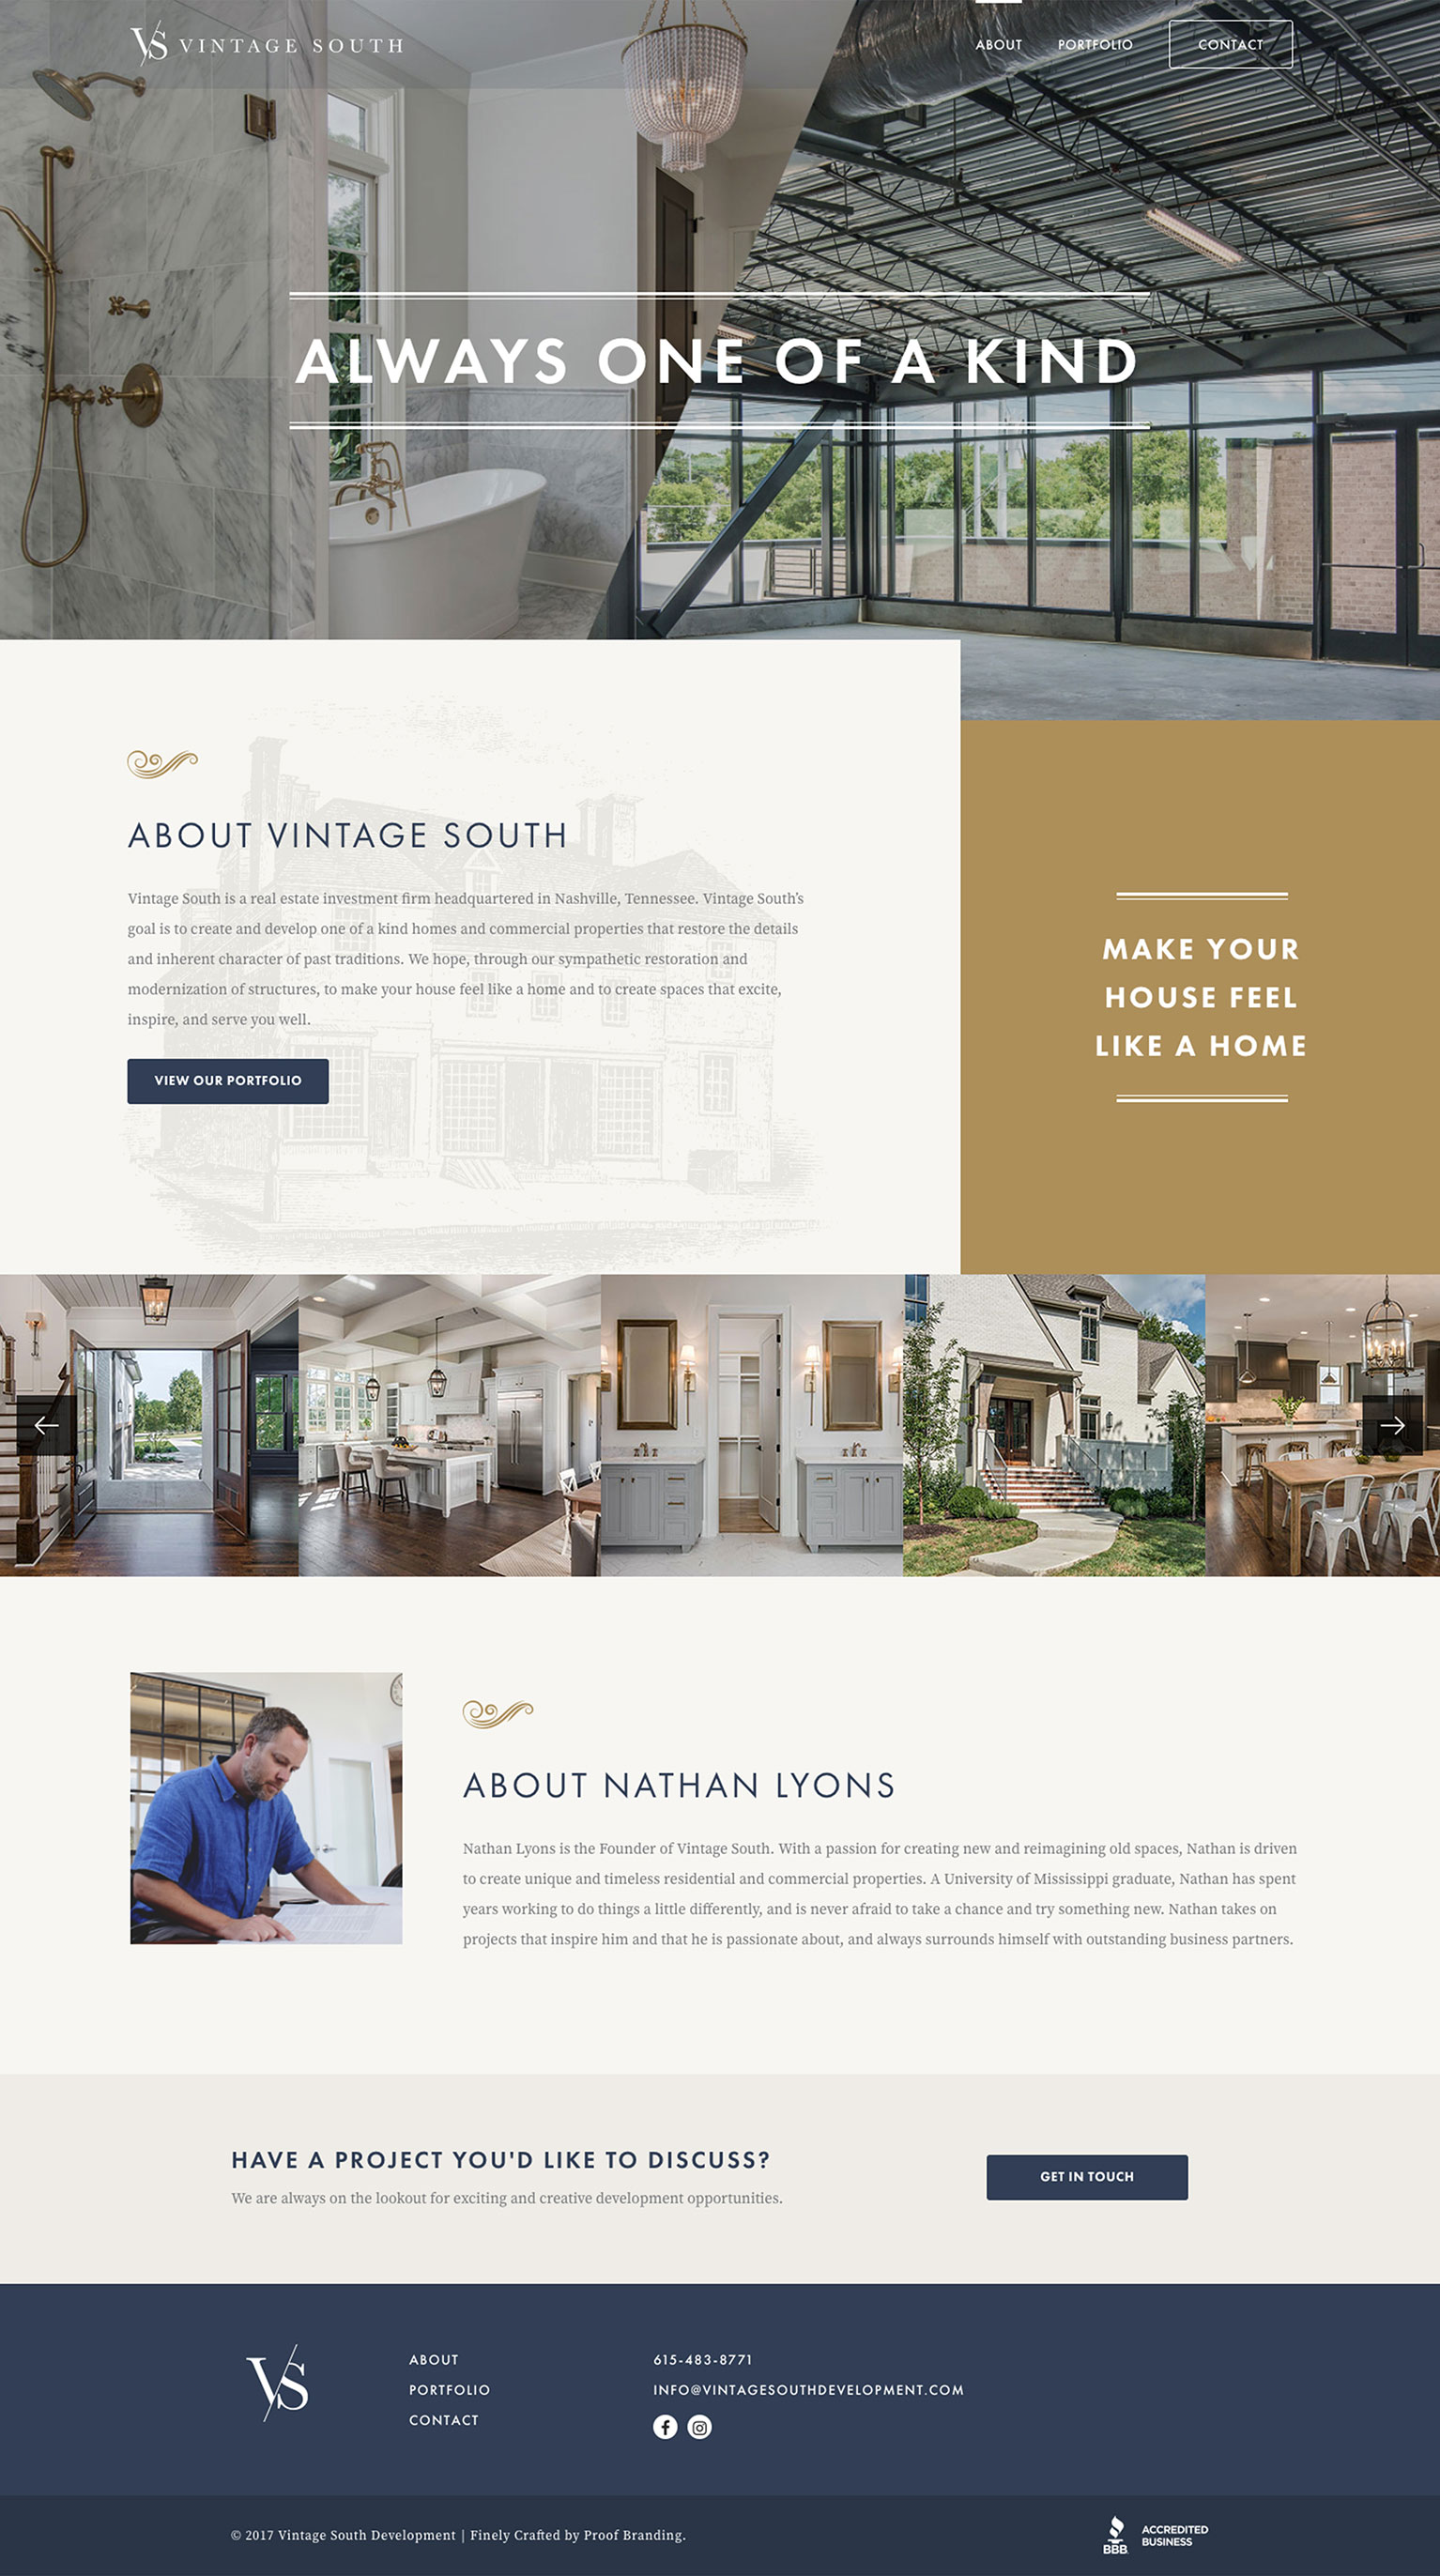 VS VINTAGE SOUTH
ABOUT PORTFOLIO CONTACT
ALWAYS ONE OF A KIND
ABOUT VINTAGE SOUTH
Vintage South is a real estate investment firm headquartered in Nashville, Tennessee. Vintage South's
goal is to create and develop one of a kind homes and commercial properties that restore the details
and inherent character of past traditions. We hope, through our sympathetic restoration and
modernization of structures, to make your house feel like a home and to create spaces that excite,
inspire, and serve you well.
VIEW OUR PORTFOLIO
MAKE YOUR
HOUSE FEEL
LIKE A HOME
ABOUT NATHAN LYONS
Nathan Lyons is the Founder of Vintage South. With a passion for creating new and reimagining old spaces, Nathan is driven
to create unique and timeless residential and commercial properties. A University of Mississippi graduate, Nathan has spent
years working to do things a little differently, and is never afraid to take a chance and try something new. Nathan takes on
projects that inspire him and that he is passionate about, and always surrounds himself with outstanding business partners.
HAVE A PROJECT YOU'D LIKE TO DISCUSS?
We are always on the lookout for exciting and creative development opportunities.
GET IN TOUCH
VS
ABOUT
PORTFOLIO
CONTACT
615-483-8771
INFO@VINTAGESOUTHDEVELOPMENT.COM
© 2017 Vintage South Development | Finely Crafted by Proof Branding.
BBB
ACCREDITED
BUSINESS